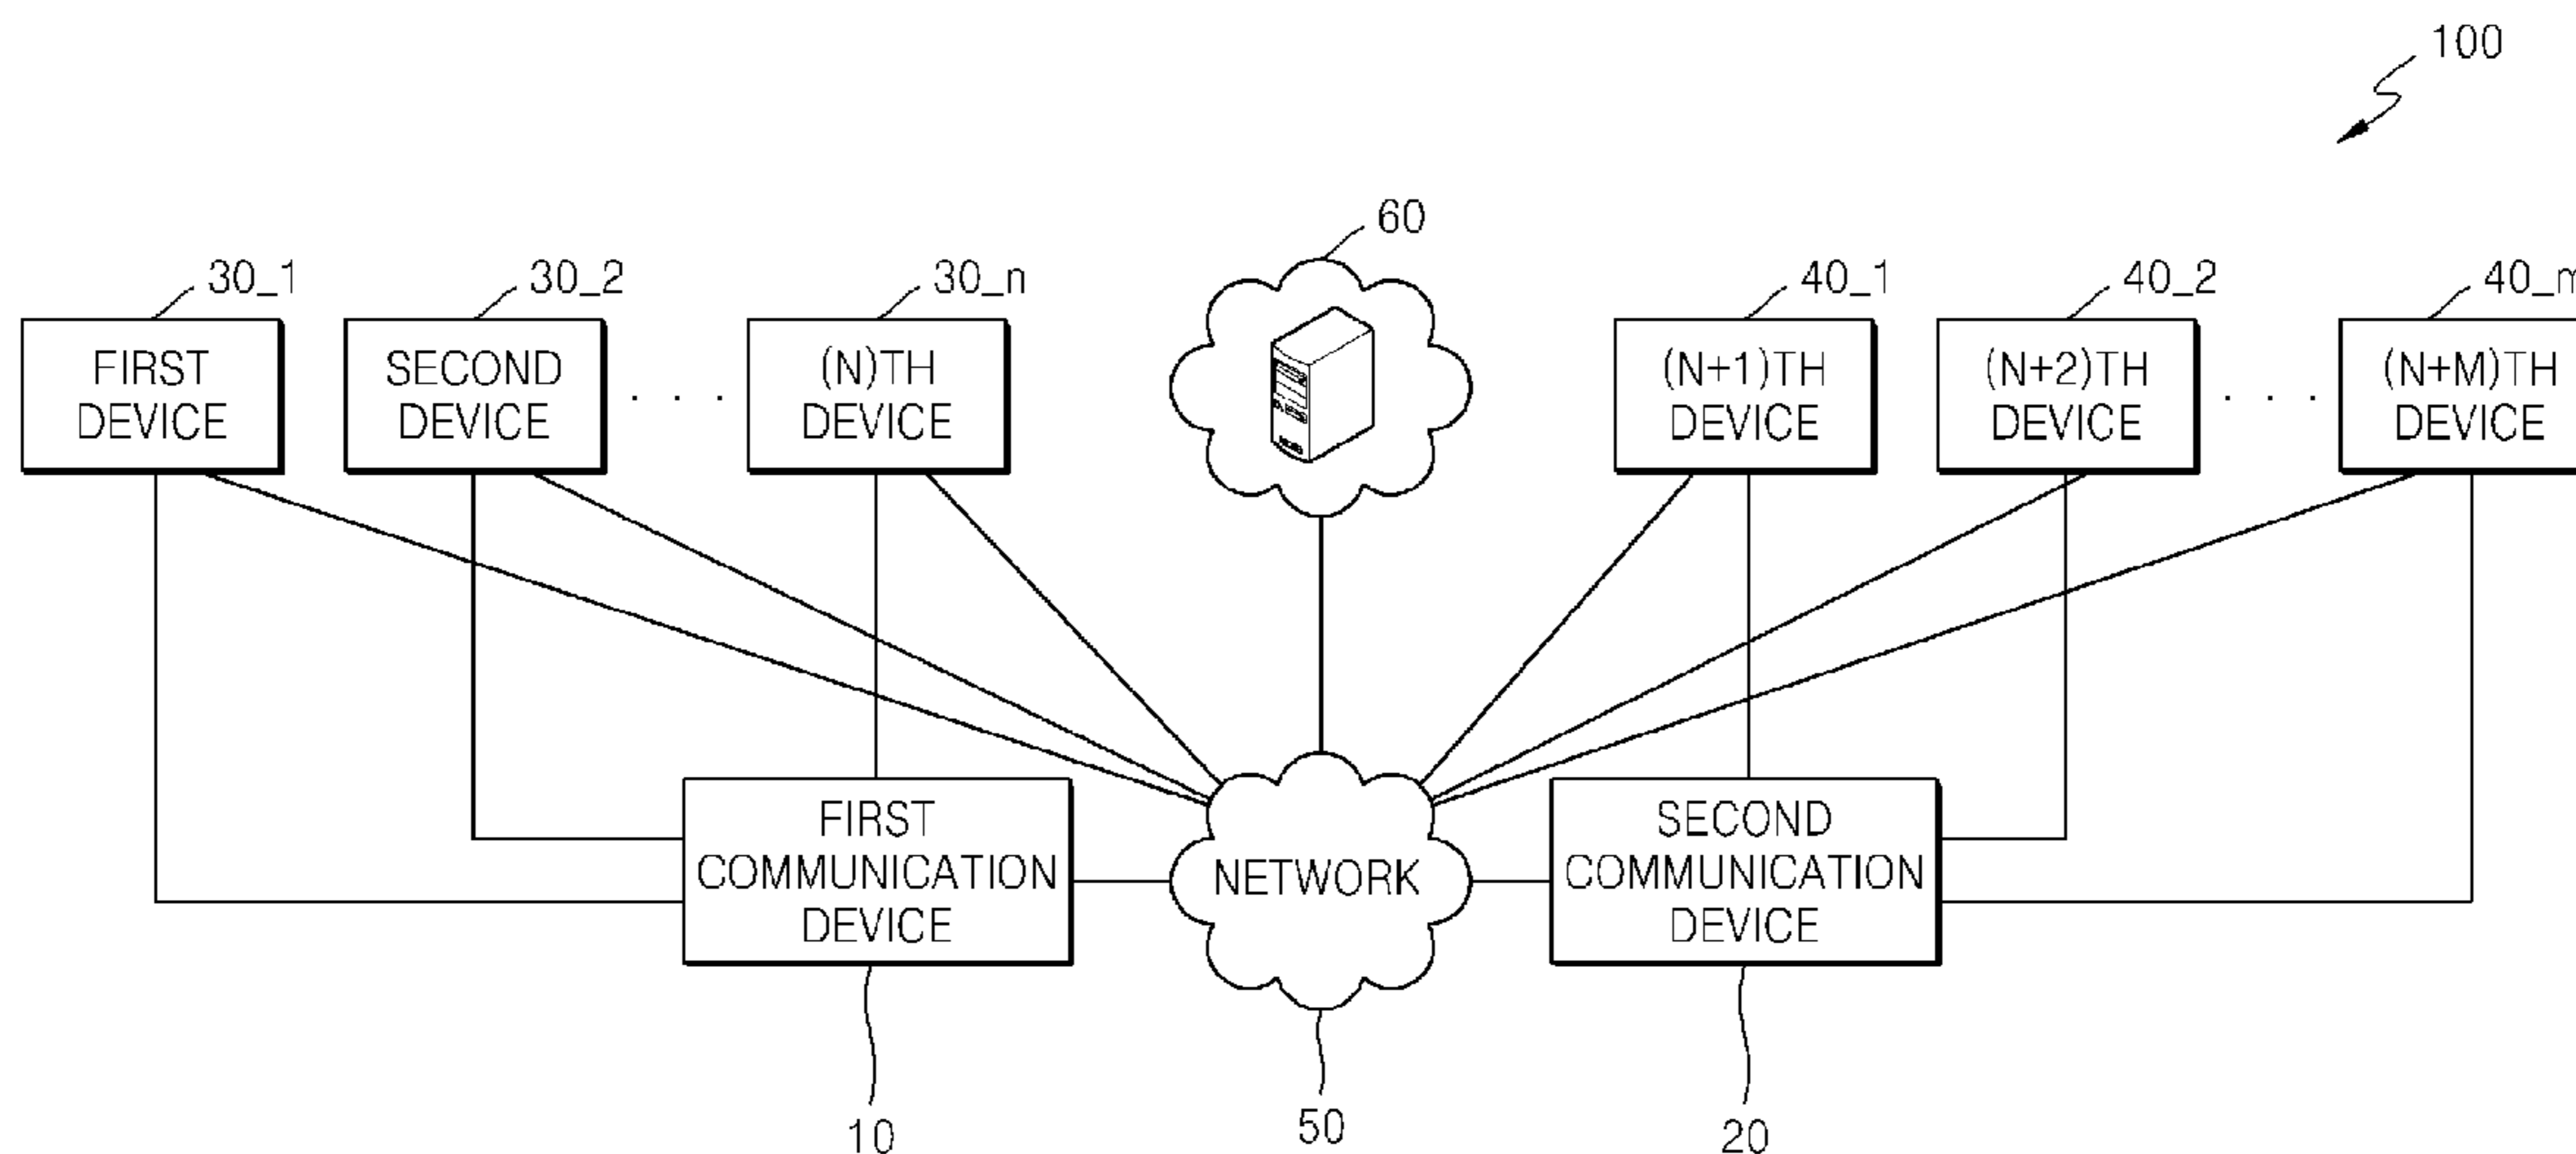 100
60
30_1
30_2
30_n
40_1
40_2
40_m
FIRST
DEVICE
SECOND
DEVICE
. . .
(N)TH
DEVICE
(N+1)TH
DEVICE
(N+2)TH
DEVICE
. . .
(N+M)TH
DEVICE
FIRST
COMMUNICATION
DEVICE
NETWORK
SECOND
COMMUNICATION
DEVICE
10
50
20